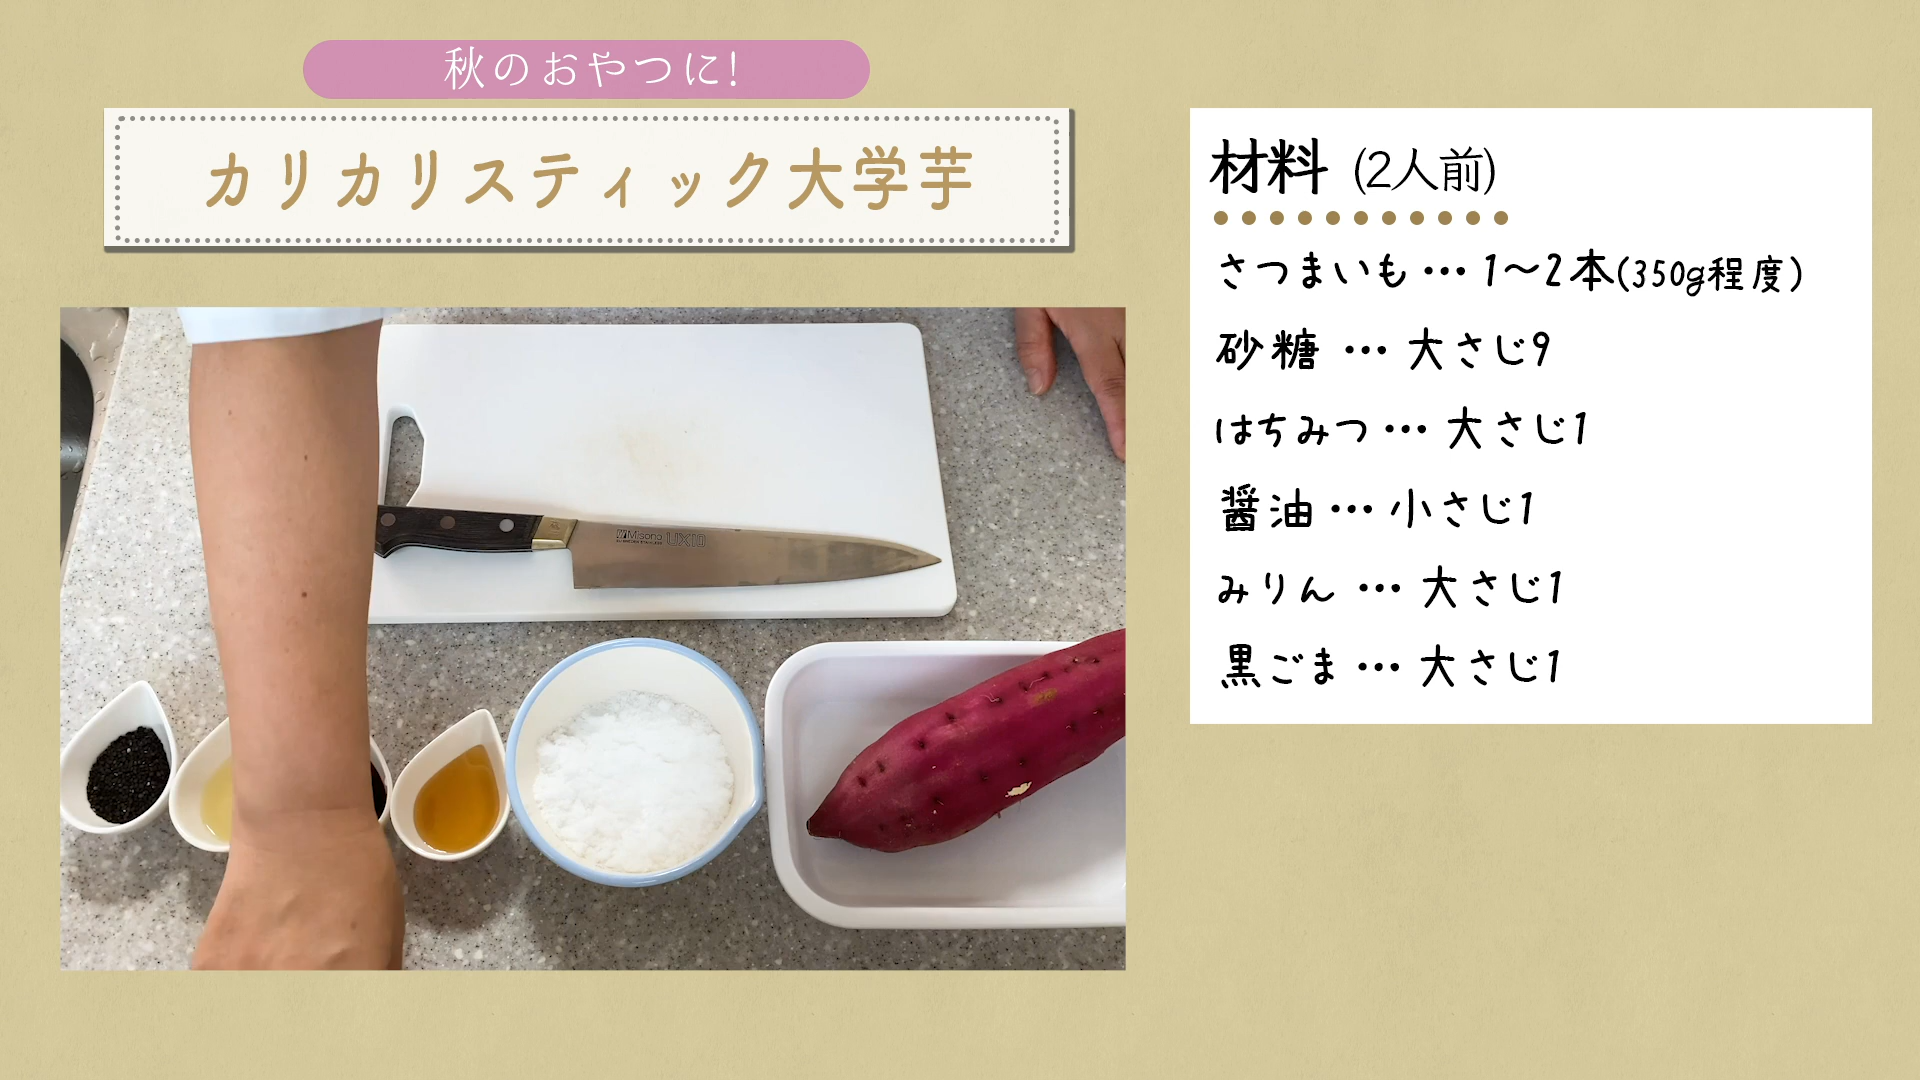 秋のおやつに!
カリカリスティック大学芋
材料 (2人前)
さつまいも … 1〜2本(350g程度)
砂糖 … 大さじ9
はちみつ … 大さじ1
醤油 … 小さじ1
みりん … 大さじ1
黒ごま … 大さじ1
Misono UX10